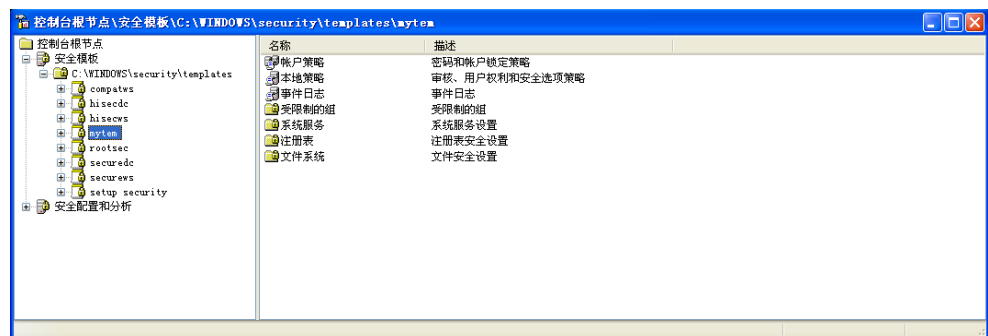 控制台根节点\安全模板\C:\WINDOWS\security\templates\mytem
控制台根节点
安全模板
C:\WINDOWS\security\templates
compatws
hisecdc
hisecws
mytem
rootsec
securedc
securews
setup security
安全配置和分析
名称 描述
帐户策略 密码和帐户锁定策略
本地策略 审核、用户权利和安全选项策略
事件日志 事件日志
受限制的组 受限制的组
系统服务 系统服务设置
注册表 注册表安全设置
文件系统 文件安全设置